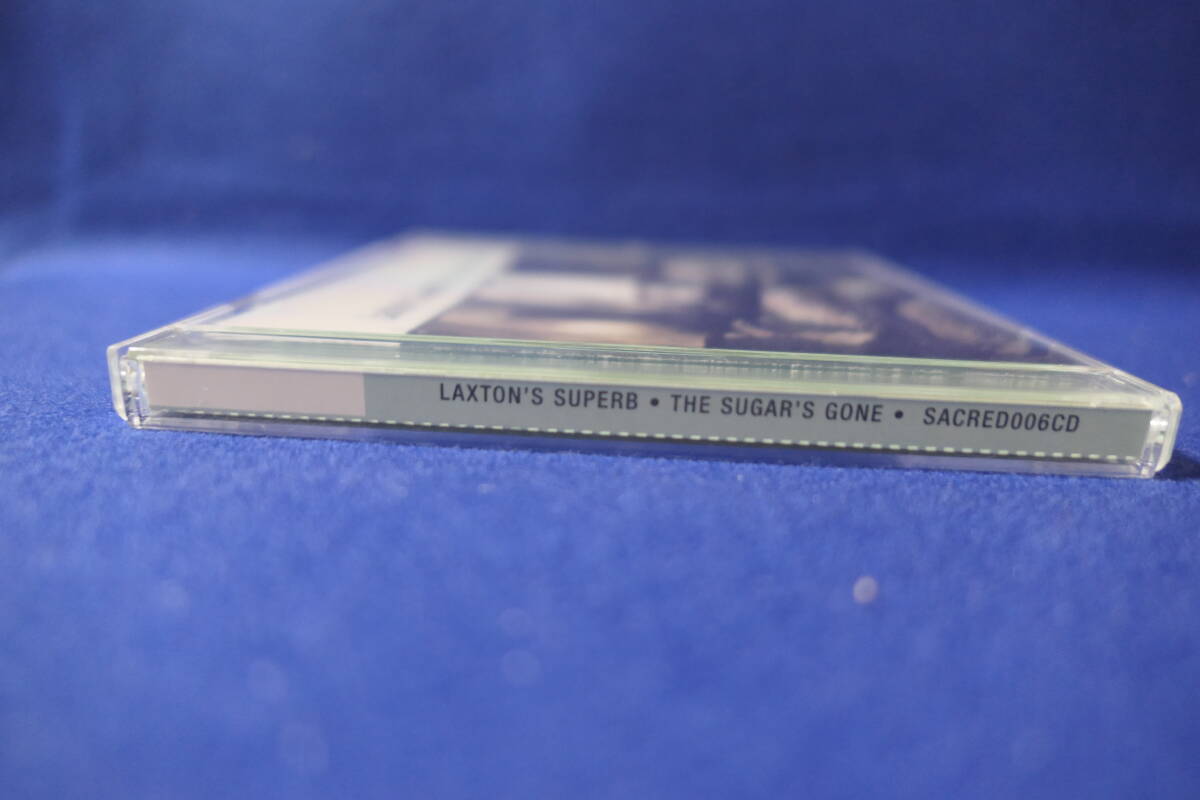 LAXTON'S SUPERB • THE SUGAR'S GONE • SACRED006CD